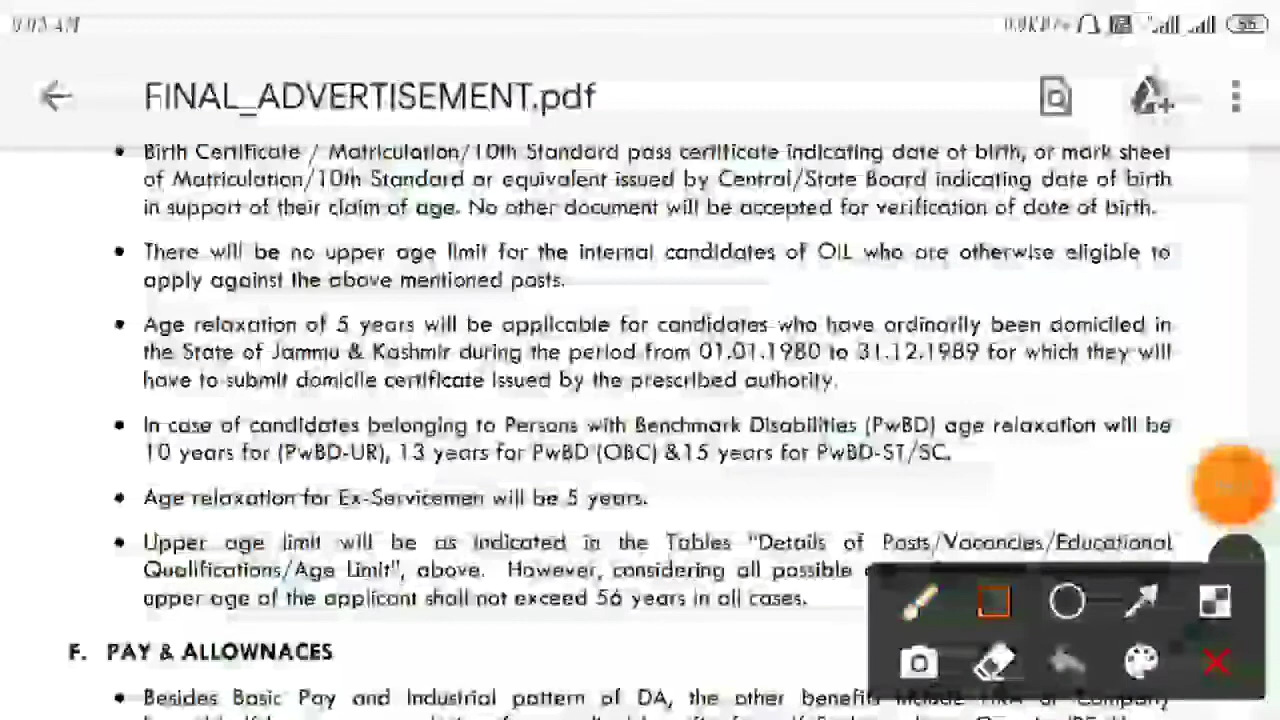 FINAL_ADVERTISEMENT.pdf
• Birth Certificate / Matriculation/10th Standard pass certificate indicating date of birth, or mark sheet
of Matriculation/10th Standard or equivalent issued by Central/State Board indicating date of birth
in support of their claim of age. No other document will be accepted for verification of date of birth.
• There will be no upper age limit for the internal candidates of OIL who are otherwise eligible to
apply against the above mentioned posts.
• Age relaxation of 5 years will be applicable for candidates who have ordinarily been domiciled in
the State of Jammu & Kashmir during the period from 01.01.1980 to 31.12.1989 for which they will
have to submit domicile certificate issued by the prescribed authority.
• In case of candidates belonging to Persons with Benchmark Disabilities (PwBD) age relaxation will be
10 years for (PwBD-UR), 13 years for PwBD (OBC) &15 years for PwBD-ST/SC.
• Age relaxation for Ex-Servicemen will be 5 years.
• Upper age limit will be as indicated in the Tables "Details of Posts/Vacancies/Educational
Qualifications/Age Limit", above. However, considering all possible
upper age of the applicant shall not exceed 56 years in all cases.
F. PAY & ALLOWNACES
• Besides Basic Pay and Industrial pattern of DA, the other benefits